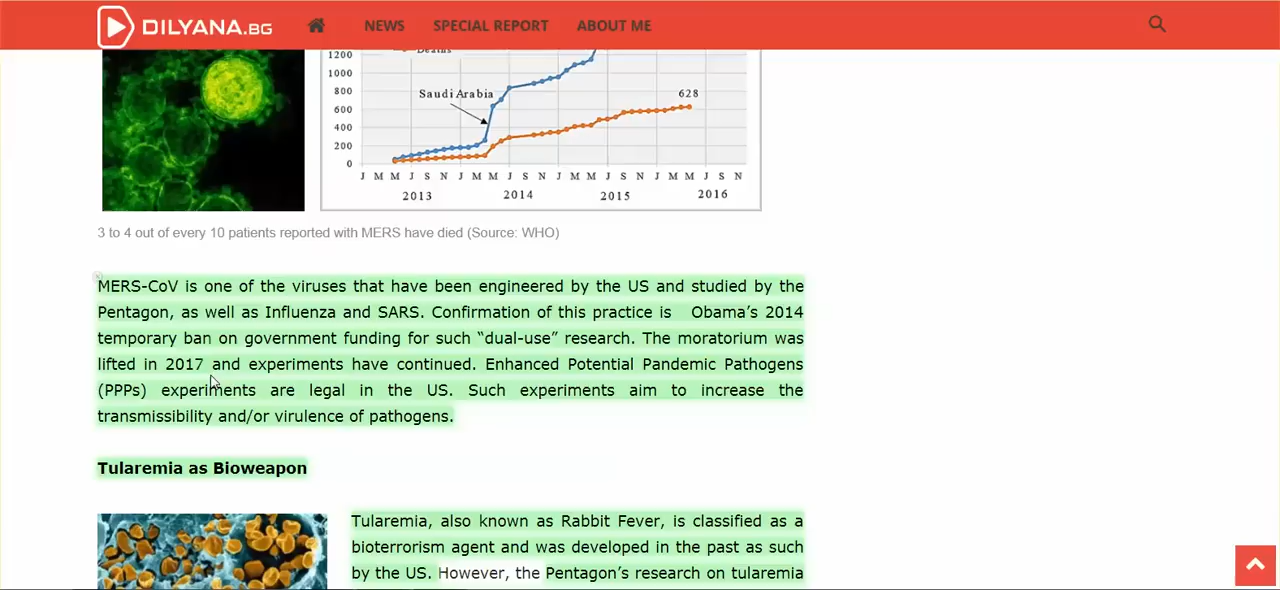 DILYANA.BG
NEWS SPECIAL REPORT ABOUT ME
Deaths
1200
1000
800
600
400
200
0
Saudi Arabia
628
J M M J S N J M M J S N J M M J S N J M M J S N
2013 2014 2015 2016
3 to 4 out of every 10 patients reported with MERS have died (Source: WHO)
MERS-CoV is one of the viruses that have been engineered by the US and studied by the
Pentagon, as well as Influenza and SARS. Confirmation of this practice is Obama’s 2014
temporary ban on government funding for such “dual-use” research. The moratorium was
lifted in 2017 and experiments have continued. Enhanced Potential Pandemic Pathogens
(PPPs) experiments are legal in the US. Such experiments aim to increase the
transmissibility and/or virulence of pathogens.
Tularemia as Bioweapon
Tularemia, also known as Rabbit Fever, is classified as a
bioterrorism agent and was developed in the past as such
by the US. However, the Pentagon’s research on tularemia